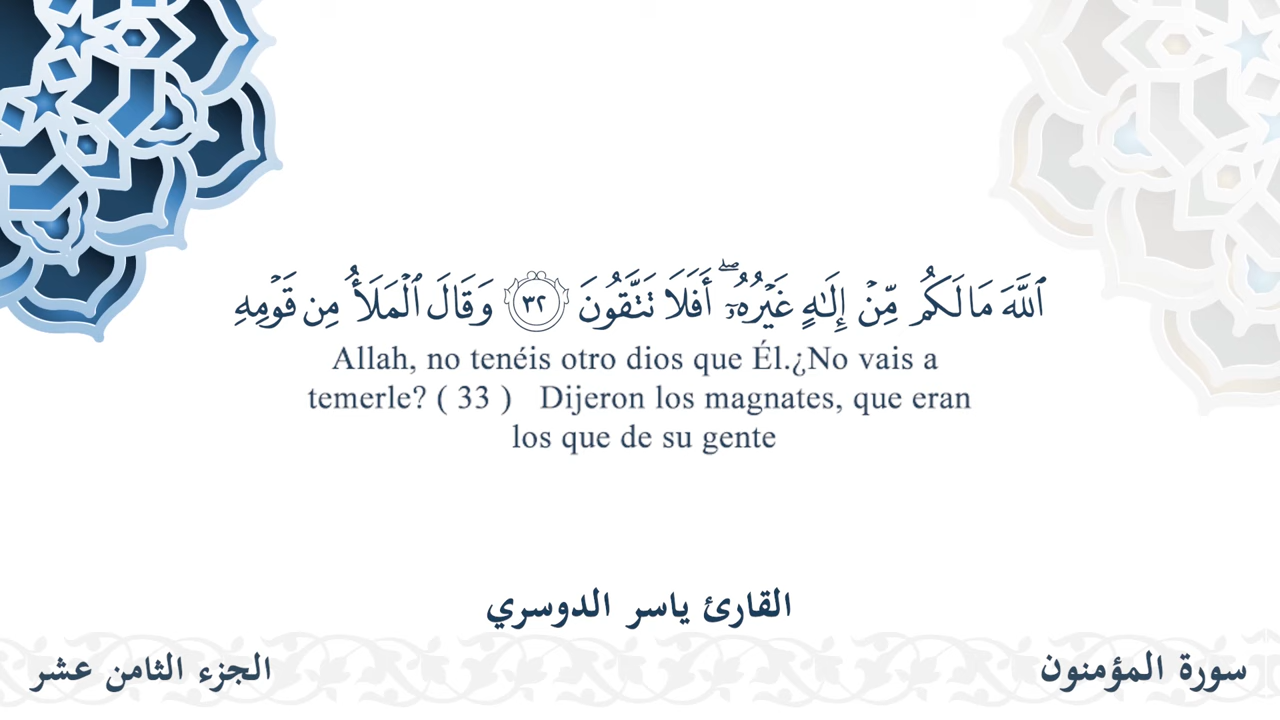 ٱللَّهَ مَا لَكُم مِّنْ إِلَـٰهٍ غَيْرُهُۥٓ ۖ أَفَلَا تَتَّقُونَ ٣٢ وَقَالَ ٱلْمَلَأُ مِن قَوْمِهِ
Allah, no tenéis otro dios que Él.¿No vais a
temerle? ( 33 ) Dijeron los magnates, que eran
los que de su gente
القارئ ياسر الدوسري
سورة المؤمنون
الجزء الثامن عشر